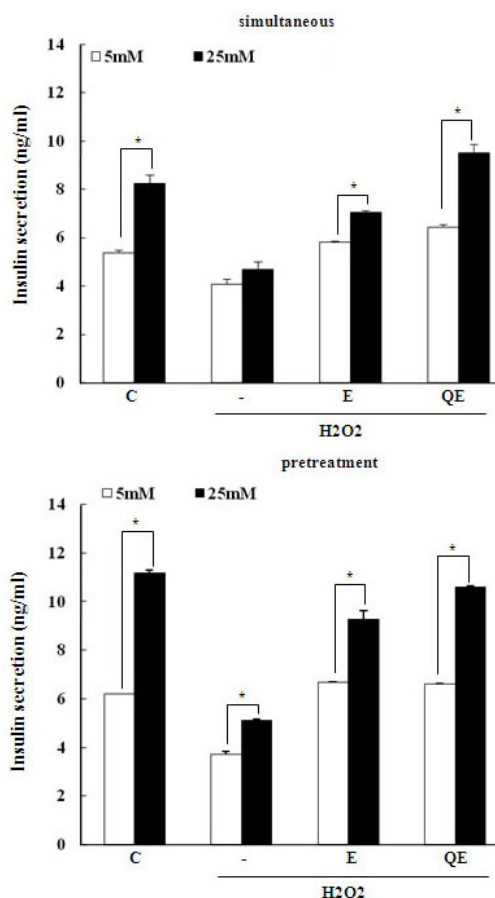 simultaneous
5mM 25mM
Insulin secretion (ng/ml)
14
12
10
8
6
4
2
0
* * *
C - E QE
H2O2
pretreatment
5mM 25mM
Insulin secretion (ng/ml)
14
12
10
8
6
4
2
0
* * * *
C - E QE
H2O2